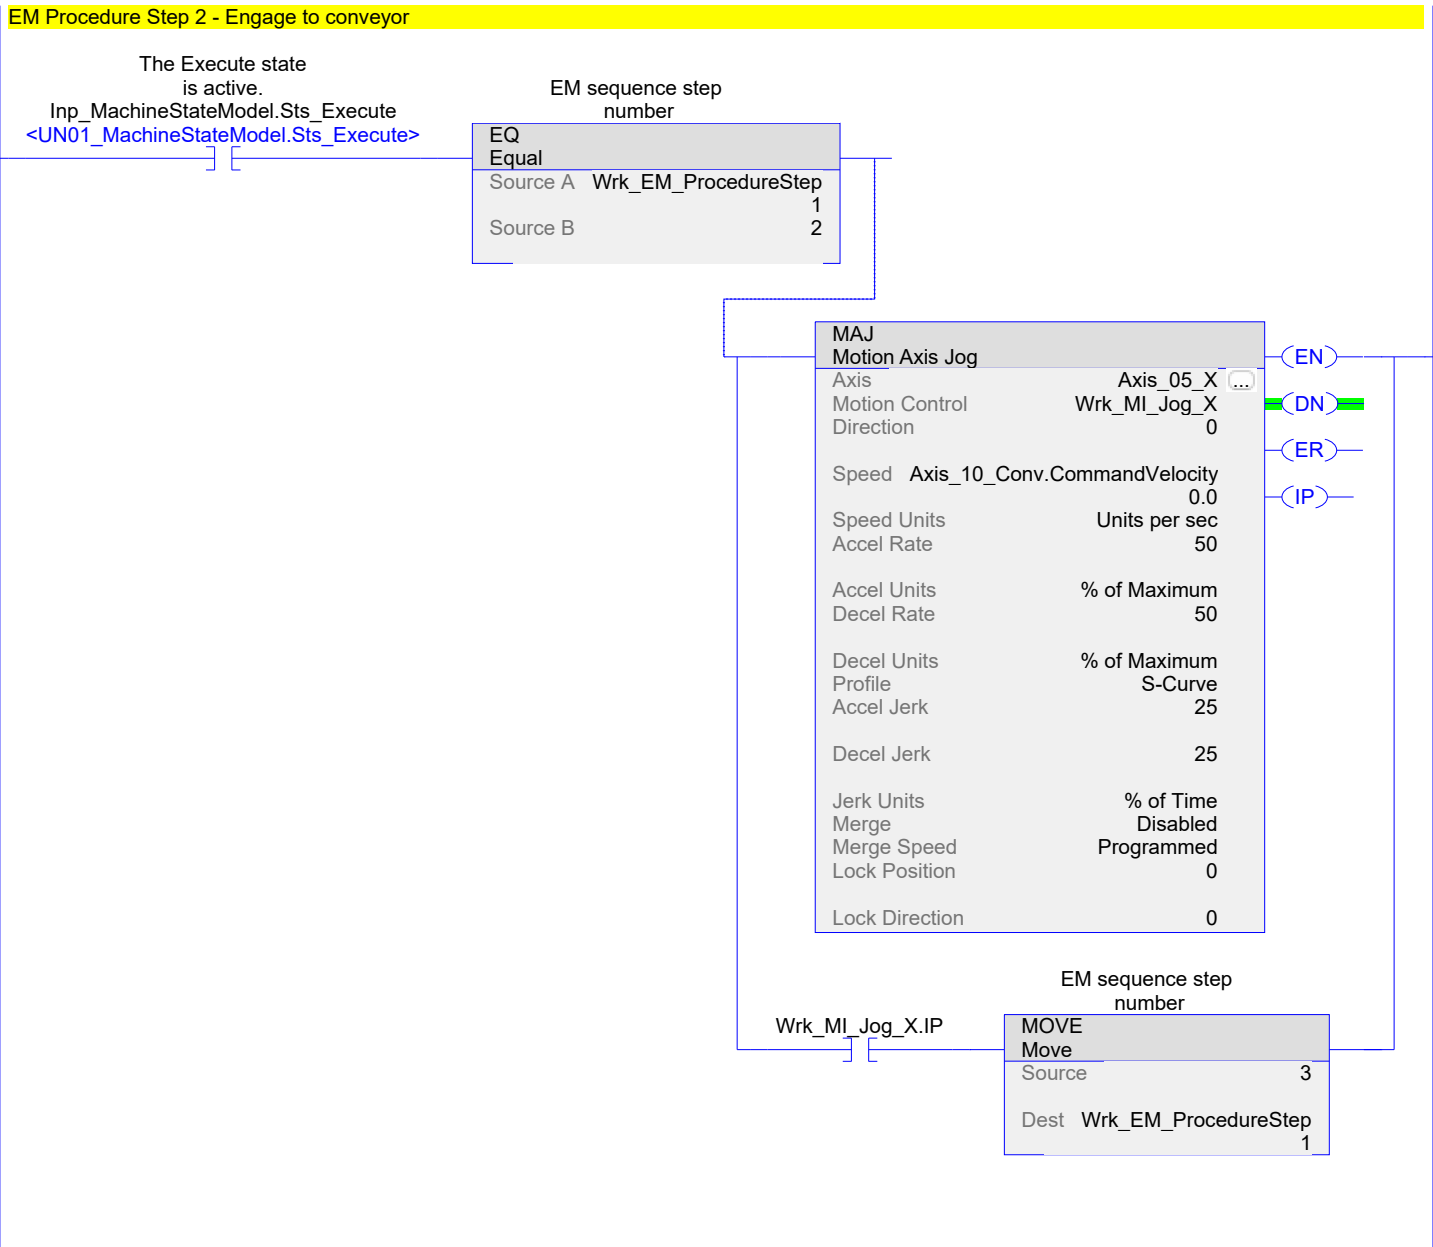 EM Procedure Step 2 - Engage to conveyor
The Execute state
is active.
Inp_MachineStateModel.Sts_Execute
<UN01_MachineStateModel.Sts_Execute>
EM sequence step
number
EQ
Equal
Source A Wrk_EM_ProcedureStep
1
Source B 2
MAJ
Motion Axis Jog
Axis Axis_05_X ...
Motion Control Wrk_MI_Jog_X
Direction 0
Speed Axis_10_Conv.CommandVelocity
0.0
Speed Units Units per sec
Accel Rate 50
Accel Units % of Maximum
Decel Rate 50
Decel Units % of Maximum
Profile S-Curve
Accel Jerk 25
Decel Jerk 25
Jerk Units % of Time
Merge Disabled
Merge Speed Programmed
Lock Position 0
Lock Direction 0
EN
DN
ER
IP
Wrk_MI_Jog_X.IP
EM sequence step
number
MOVE
Move
Source 3
Dest Wrk_EM_ProcedureStep
1